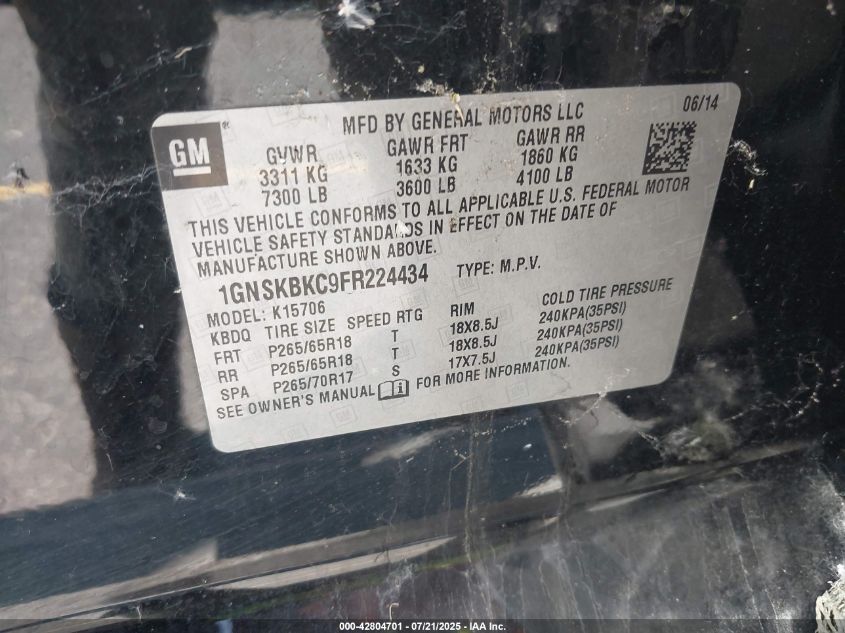 MFD BY GENERAL MOTORS LLC 06/14
GM ®
GVWR GAWR FRT GAWR RR
3311 KG 1633 KG 1860 KG
7300 LB 3600 LB 4100 LB
THIS VEHICLE CONFORMS TO ALL APPLICABLE U.S. FEDERAL MOTOR
VEHICLE SAFETY STANDARDS IN EFFECT ON THE DATE OF
MANUFACTURE SHOWN ABOVE.
1GNSKBKC9FR224434 TYPE: M.P.V.
MODEL: K15706
KBDQ TIRE SIZE SPEED RTG RIM COLD TIRE PRESSURE
FRT P265/65R18 T 18X8.5J 240KPA(35PSI)
RR P265/65R18 T 18X8.5J 240KPA(35PSI)
SPA P265/70R17 S 17X7.5J 240KPA(35PSI)
SEE OWNER'S MANUAL FOR MORE INFORMATION.
000-42804701 - 07/21/2025 - IAA Inc.